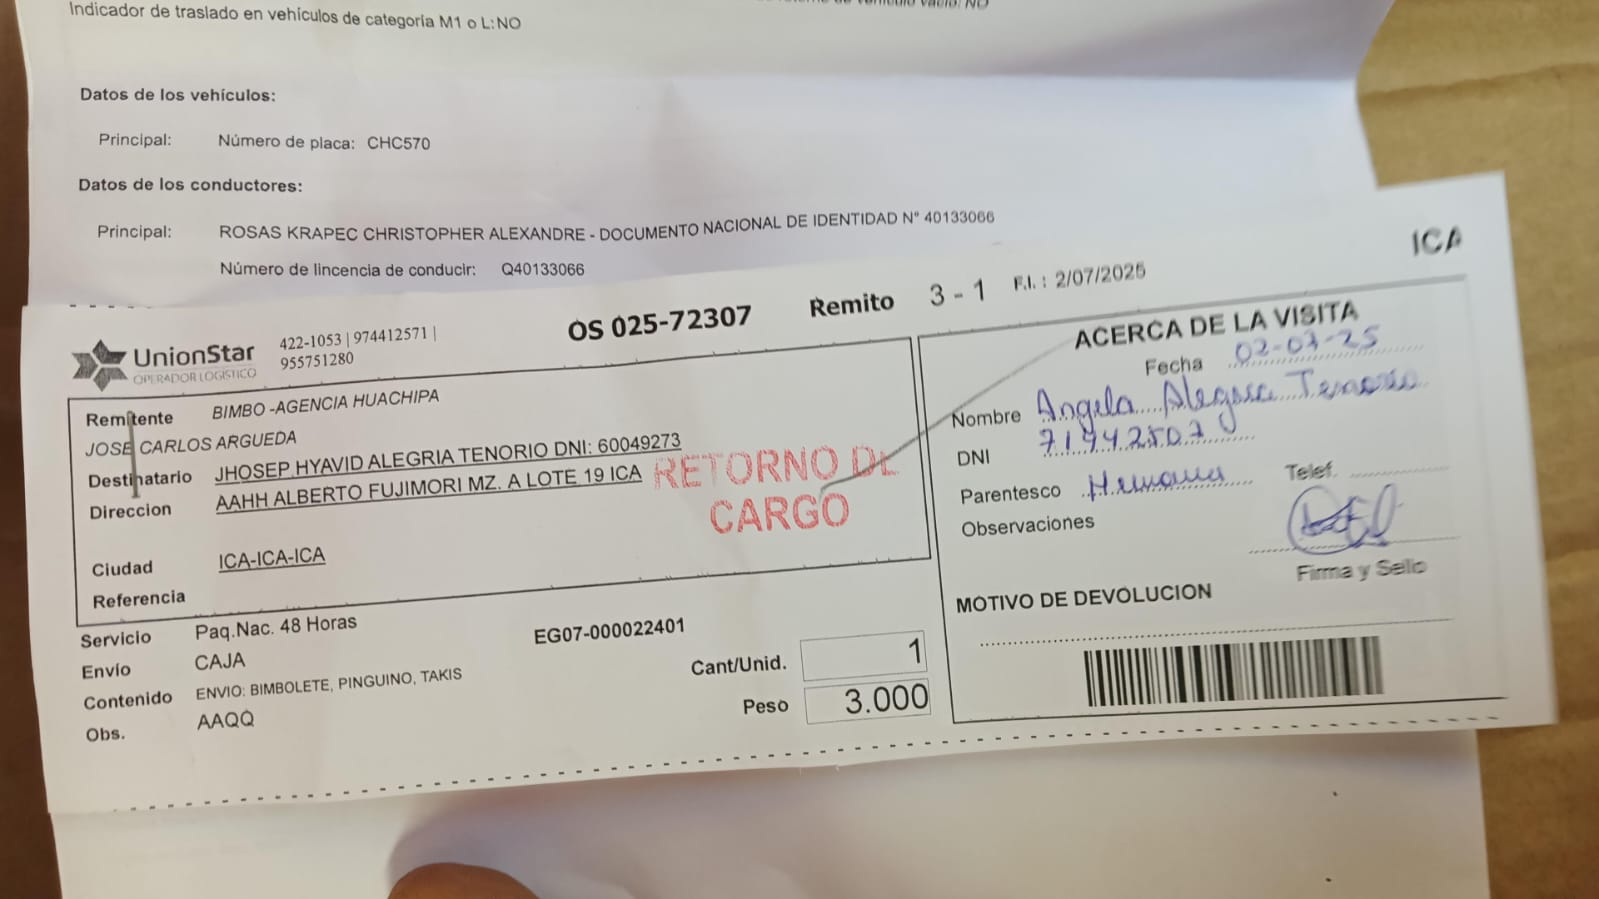 Indicador de traslado en vehículos de categoría M1 o L: NO
vehículo vacío: NO
Datos de los vehículos:
Principal: Número de placa: CHC570
Datos de los conductores:
Principal: ROSAS KRAPEC CHRISTOPHER ALEXANDRE - DOCUMENTO NACIONAL DE IDENTIDAD N° 40133066
Número de lincencia de conducir: Q40133066
ICA
UnionStar
OPERADOR LOGISTICO
422-1053 | 974412571 |
955751280
OS 025-72307 Remito 3 - 1 F.I. : 2/07/2025
Remitente BIMBO -AGENCIA HUACHIPA
JOSE CARLOS ARGUEDA
Destinatario JHOSEP HYAVID ALEGRIA TENORIO DNI: 60049273
Direccion AAHH ALBERTO FUJIMORI MZ. A LOTE 19 ICA
RETORNO DE
CARGO
Ciudad ICA-ICA-ICA
Referencia
Servicio Paq.Nac. 48 Horas
EG07-000022401
Envío CAJA
Contenido ENVIO: BIMBOLETE, PINGUINO, TAKIS
Obs. AAQQ
Cant/Unid. 1
Peso 3.000
ACERCA DE LA VISITA
Fecha 02-07-25
Nombre Angela Alegria Tenorio
DNI 71942507
Parentesco Hermana Telef.
Observaciones
Firma y Sello
MOTIVO DE DEVOLUCION